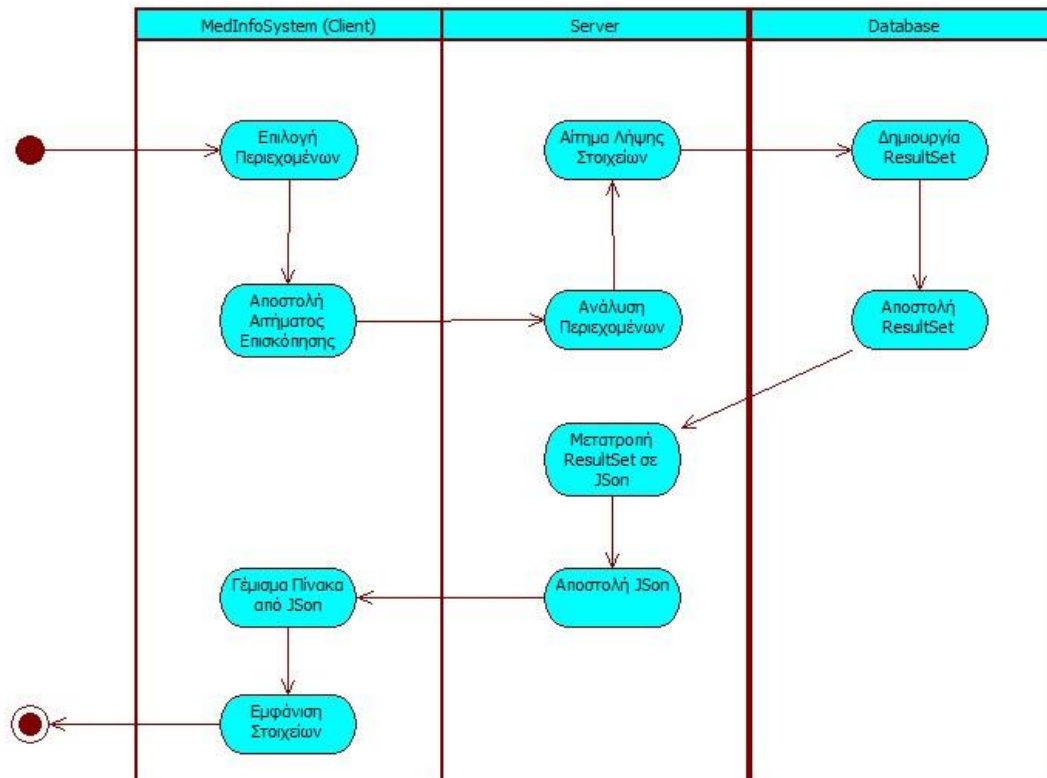 MedInfoSystem (Client)
Server
Database
Επιλογή
Περιεχομένων
Αίτημα Λήψης
Στοιχείων
Δημιουργία
ResultSet
Αποστολή
Αιτήματος
Επισκόπησης
Ανάλυση
Περιεχομένων
Αποστολή
ResultSet
Μετατροπή
ResultSet σε
JSon
Γέμισμα Πίνακα
από JSon
Αποστολή JSon
Εμφάνιση
Στοιχείων